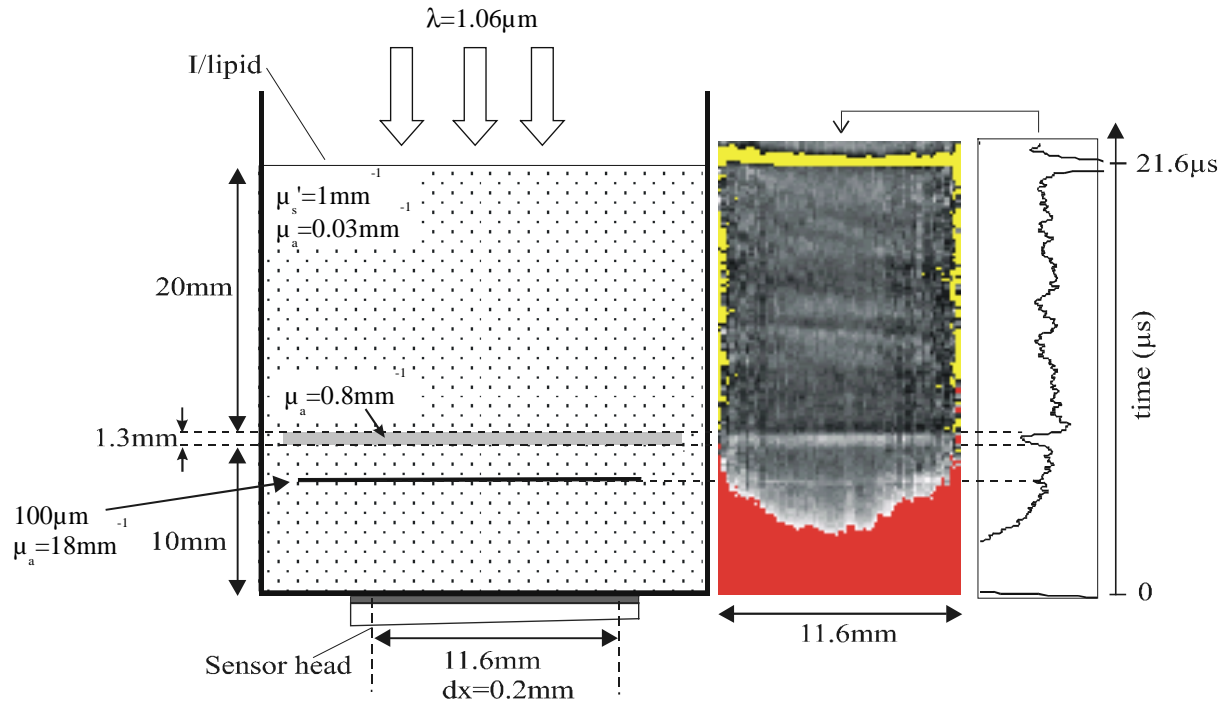 λ=1.06µm
I/lipid
21.6µs
µs'=1mm-1
µa=0.03mm-1
20mm
time (µs)
µa=0.8mm-1
1.3mm
100µm
µa=18mm-1
10mm
0
11.6mm
Sensor head
11.6mm
dx=0.2mm